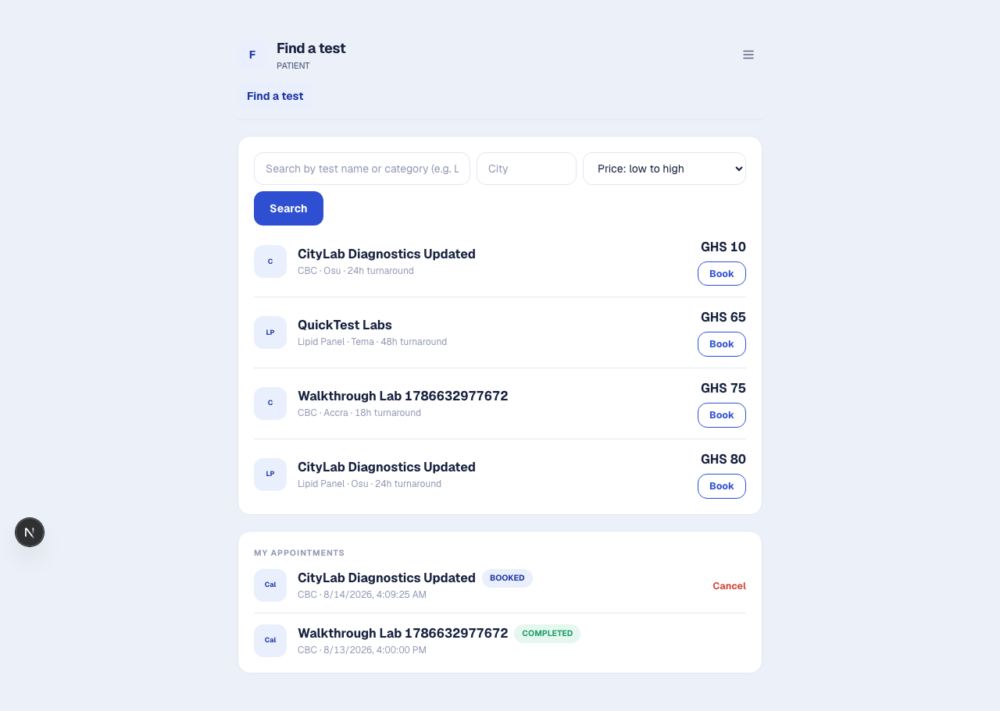 F
Find a test
PATIENT
Find a test
Search by test name or category (e.g. L
City
Price: low to high
Search
C
CityLab Diagnostics Updated
CBC · Osu · 24h turnaround
GHS 10
Book
LP
QuickTest Labs
Lipid Panel · Tema · 48h turnaround
GHS 65
Book
C
Walkthrough Lab 1786632977672
CBC · Accra · 18h turnaround
GHS 75
Book
LP
CityLab Diagnostics Updated
Lipid Panel · Osu · 24h turnaround
GHS 80
Book
N
MY APPOINTMENTS
Cal
CityLab Diagnostics Updated BOOKED
CBC · 8/14/2026, 4:09:25 AM
Cancel
Cal
Walkthrough Lab 1786632977672 COMPLETED
CBC · 8/13/2026, 4:00:00 PM